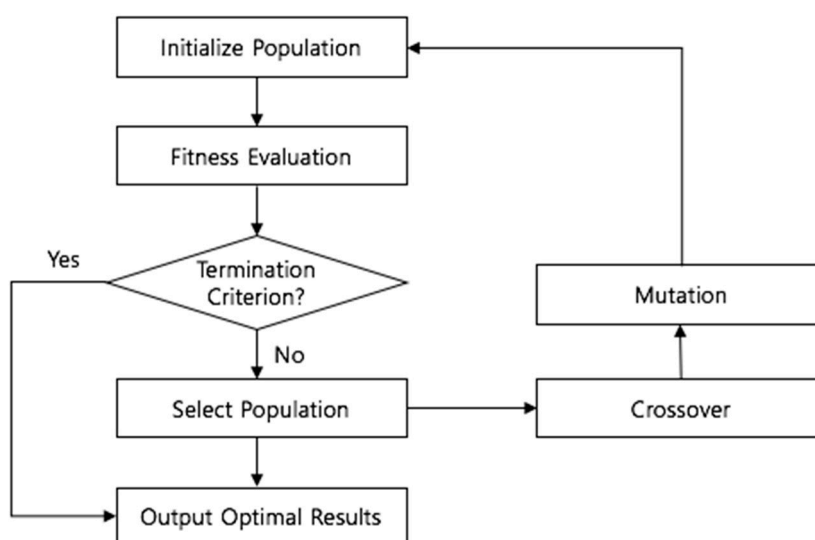 Initialize Population
Fitness Evaluation
Yes
Termination
Criterion?
Mutation
No
Select Population
Crossover
Output Optimal Results